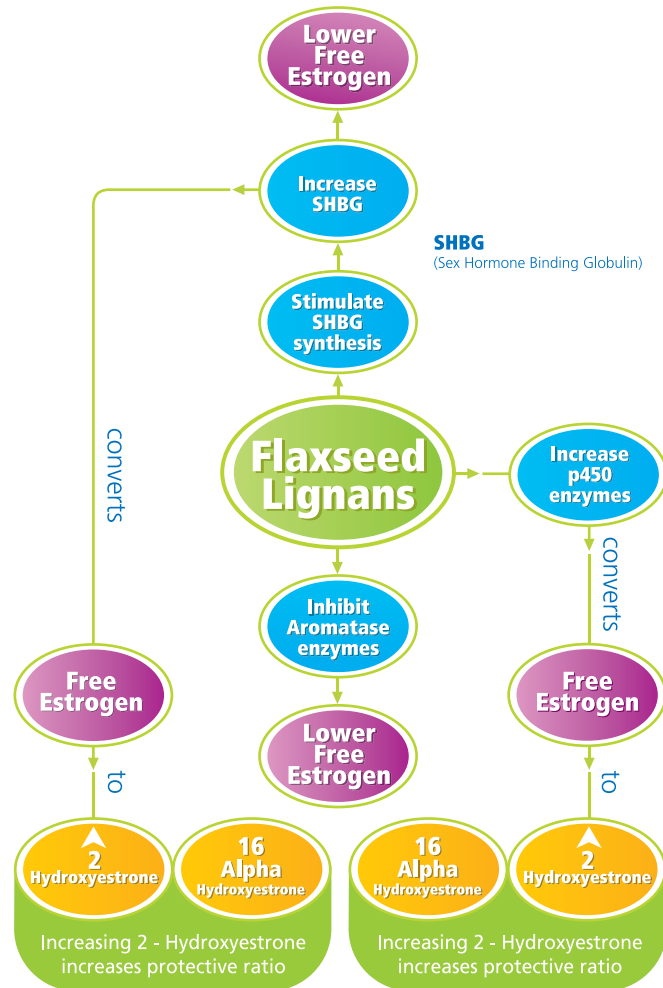 Lower
Free
Estrogen
Increase
SHBG
SHBG
(Sex Hormone Binding Globulin)
Stimulate
SHBG
synthesis
Flaxseed
Lignans
Increase
p450
enzymes
converts
converts
Inhibit
Aromatase
enzymes
Free
Estrogen
Lower
Free
Estrogen
Free
Estrogen
to
to
2
Hydroxyestrone
16
Alpha
Hydroxyestrone
16
Alpha
Hydroxyestrone
2
Hydroxyestrone
Increasing 2 - Hydroxyestrone
increases protective ratio
Increasing 2 - Hydroxyestrone
increases protective ratio